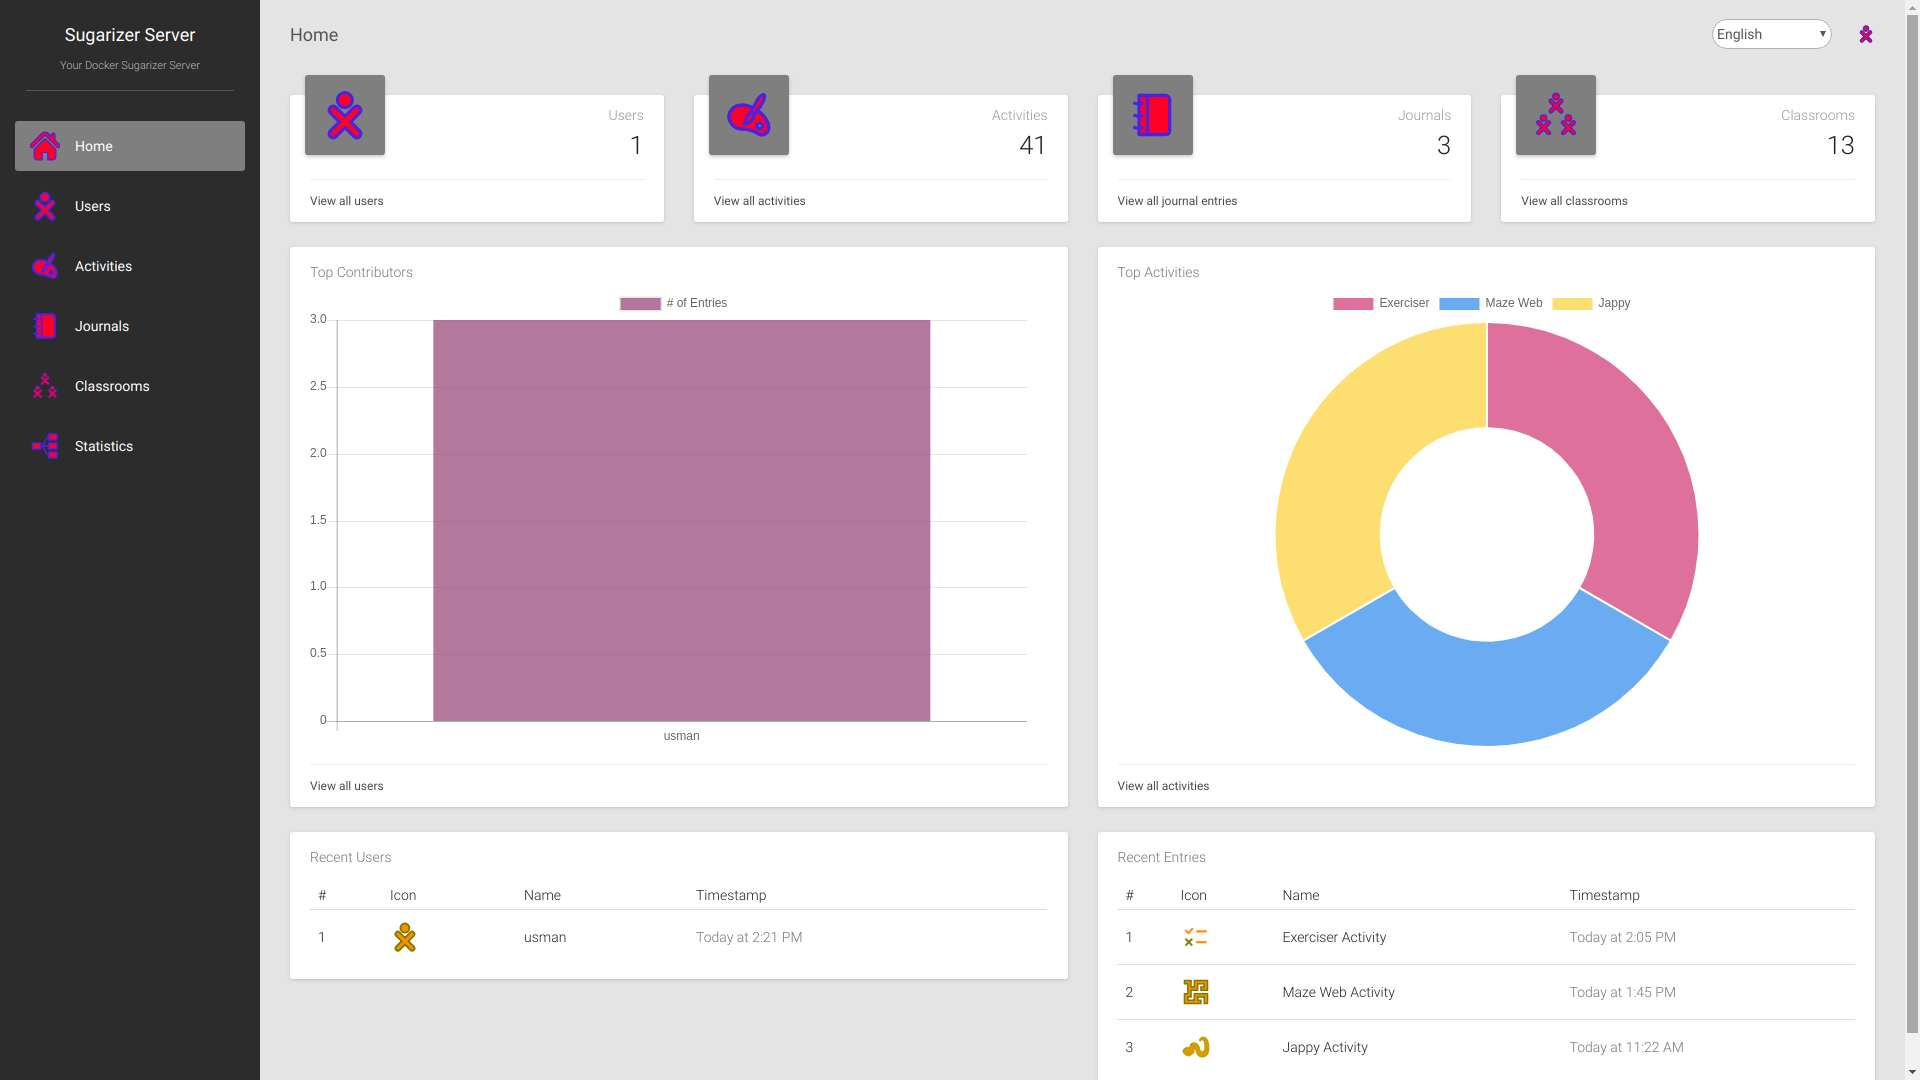 Sugarizer Server
Your Docker Sugarizer Server
Home
Users
Activities
Journals
Classrooms
Statistics
Home
English
Users
1
View all users
Activities
41
View all activities
Journals
3
View all journal entries
Classrooms
13
View all classrooms
Top Contributors
# of Entries
3.0
2.5
2.0
1.5
1.0
0.5
0
usman
View all users
Top Activities
Exerciser Maze Web Jappy
View all activities
Recent Users
# Icon Name Timestamp
1 usman Today at 2:21 PM
Recent Entries
# Icon Name Timestamp
1 Exerciser Activity Today at 2:05 PM
2 Maze Web Activity Today at 1:45 PM
3 Jappy Activity Today at 11:22 AM